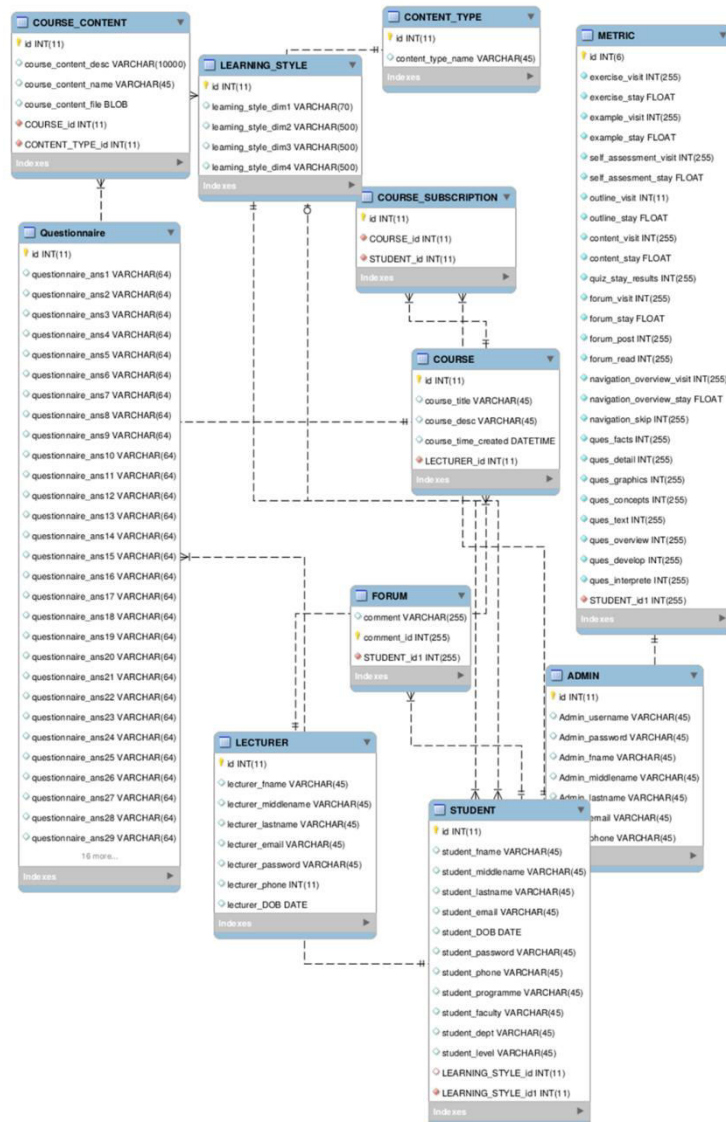 COURSE_CONTENT
id INT(11)
course_content_desc VARCHAR(10000)
course_content_name VARCHAR(45)
course_content_file BLOB
COURSE_id INT(11)
CONTENT_TYPE_id INT(11)
Indexes
CONTENT_TYPE
id INT(11)
content_type_name VARCHAR(45)
Indexes
LEARNING_STYLE
id INT(11)
learning_style_dim1 VARCHAR(70)
learning_style_dim2 VARCHAR(500)
learning_style_dim3 VARCHAR(500)
learning_style_dim4 VARCHAR(500)
Indexes
METRIC
id INT(6)
exercise_visit INT(255)
exercise_stay FLOAT
example_visit INT(255)
example_stay FLOAT
self_assessment_visit INT(255)
self_assesment_stay FLOAT
outline_visit INT(11)
outline_stay FLOAT
content_visit INT(255)
content_stay FLOAT
quiz_stay_results INT(255)
forum_visit INT(255)
forum_stay FLOAT
forum_post INT(255)
forum_read INT(255)
navigation_overview_visit INT(255)
navigation_overview_stay FLOAT
navigation_skip INT(255)
ques_facts INT(255)
ques_detail INT(255)
ques_graphics INT(255)
ques_concepts INT(255)
ques_text INT(255)
ques_overview INT(255)
ques_develop INT(255)
ques_interprete INT(255)
STUDENT_id1 INT(255)
Indexes
COURSE_SUBSCRIPTION
id INT(11)
COURSE_id INT(11)
STUDENT_id INT(11)
Indexes
Questionnaire
id INT(11)
questionnaire_ans1 VARCHAR(64)
questionnaire_ans2 VARCHAR(64)
questionnaire_ans3 VARCHAR(64)
questionnaire_ans4 VARCHAR(64)
questionnaire_ans5 VARCHAR(64)
questionnaire_ans6 VARCHAR(64)
questionnaire_ans7 VARCHAR(64)
questionnaire_ans8 VARCHAR(64)
questionnaire_ans9 VARCHAR(64)
questionnaire_ans10 VARCHAR(64)
questionnaire_ans11 VARCHAR(64)
questionnaire_ans12 VARCHAR(64)
questionnaire_ans13 VARCHAR(64)
questionnaire_ans14 VARCHAR(64)
questionnaire_ans15 VARCHAR(64)
questionnaire_ans16 VARCHAR(64)
questionnaire_ans17 VARCHAR(64)
questionnaire_ans18 VARCHAR(64)
questionnaire_ans19 VARCHAR(64)
questionnaire_ans20 VARCHAR(64)
questionnaire_ans21 VARCHAR(64)
questionnaire_ans22 VARCHAR(64)
questionnaire_ans23 VARCHAR(64)
questionnaire_ans24 VARCHAR(64)
questionnaire_ans25 VARCHAR(64)
questionnaire_ans26 VARCHAR(64)
questionnaire_ans27 VARCHAR(64)
questionnaire_ans28 VARCHAR(64)
questionnaire_ans29 VARCHAR(64)
16 more...
Indexes
COURSE
id INT(11)
course_title VARCHAR(45)
course_desc VARCHAR(45)
course_time_created DATETIME
LECTURER_id INT(11)
Indexes
FORUM
comment VARCHAR(255)
comment_id INT(255)
STUDENT_id1 INT(255)
Indexes
ADMIN
id INT(11)
Admin_username VARCHAR(45)
Admin_password VARCHAR(45)
Admin_fname VARCHAR(45)
Admin_middlename VARCHAR(45)
Admin_lastname VARCHAR(45)
email VARCHAR(45)
phone VARCHAR(45)
LECTURER
id INT(11)
lecturer_fname VARCHAR(45)
lecturer_middlename VARCHAR(45)
lecturer_lastname VARCHAR(45)
lecturer_email VARCHAR(45)
lecturer_password VARCHAR(45)
lecturer_phone INT(11)
lecturer_DOB DATE
Indexes
STUDENT
id INT(11)
student_fname VARCHAR(45)
student_middlename VARCHAR(45)
student_lastname VARCHAR(45)
student_email VARCHAR(45)
student_DOB DATE
student_password VARCHAR(45)
student_phone VARCHAR(45)
student_programme VARCHAR(45)
student_faculty VARCHAR(45)
student_dept VARCHAR(45)
student_level VARCHAR(45)
LEARNING_STYLE_id INT(11)
LEARNING_STYLE_id1 INT(11)
Indexes